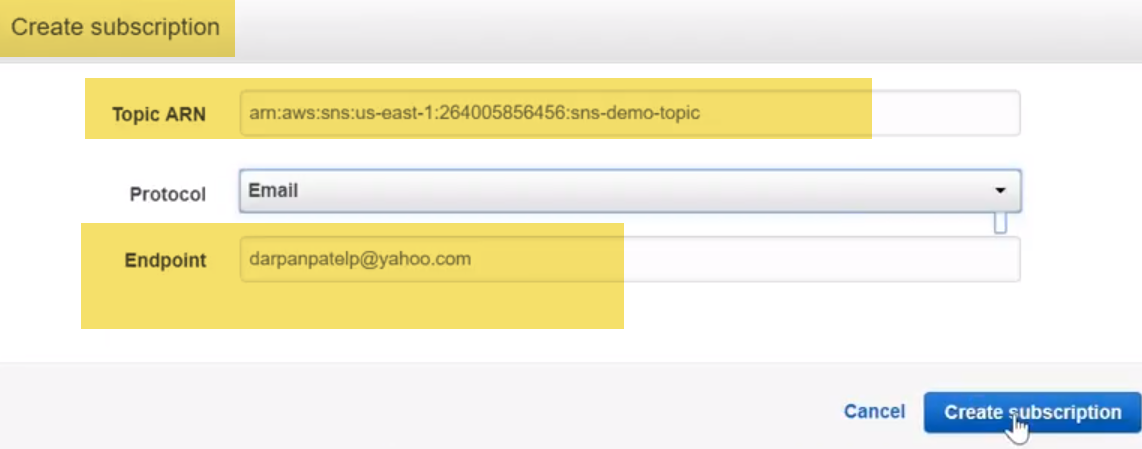 Create subscription
Topic ARN
arn:aws:sns:us-east-1:264005856456:sns-demo-topic
Protocol
Email
Endpoint
darpanpatelp@yahoo.com
Cancel
Create subscription